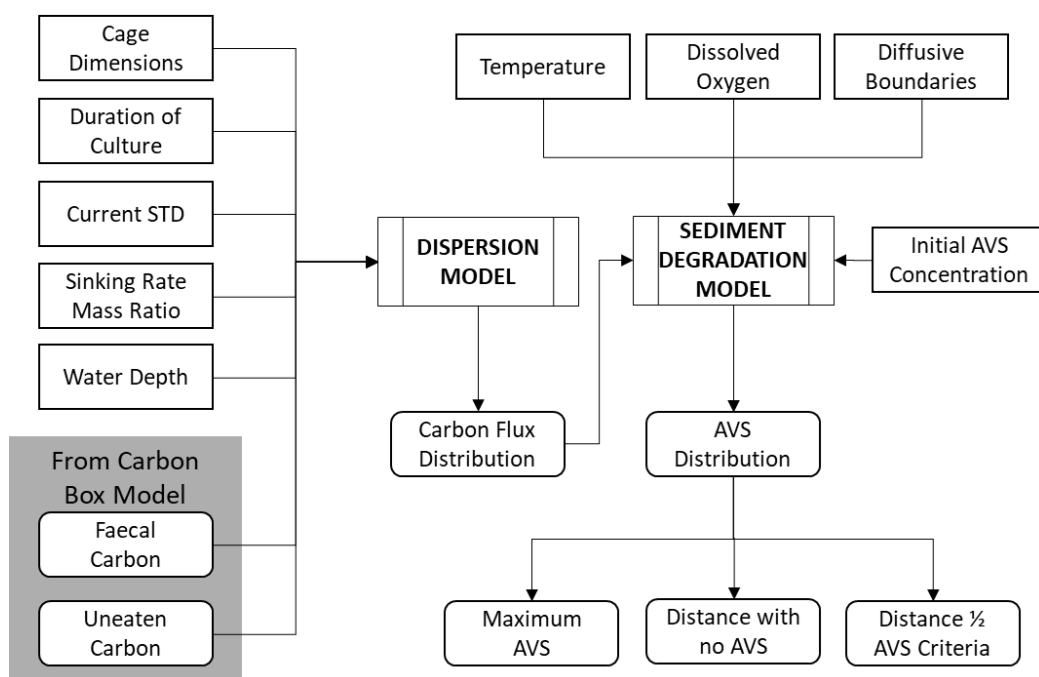 Cage
Dimensions
Duration of
Culture
Current STD
Sinking Rate
Mass Ratio
Water Depth
From Carbon
Box Model
Faecal
Carbon
Uneaten
Carbon
DISPERSION
MODEL
Carbon Flux
Distribution
Temperature
Dissolved
Oxygen
Diffusive
Boundaries
SEDIMENT
DEGRADATION
MODEL
Initial AVS
Concentration
AVS
Distribution
Maximum
AVS
Distance with
no AVS
Distance ½
AVS Criteria